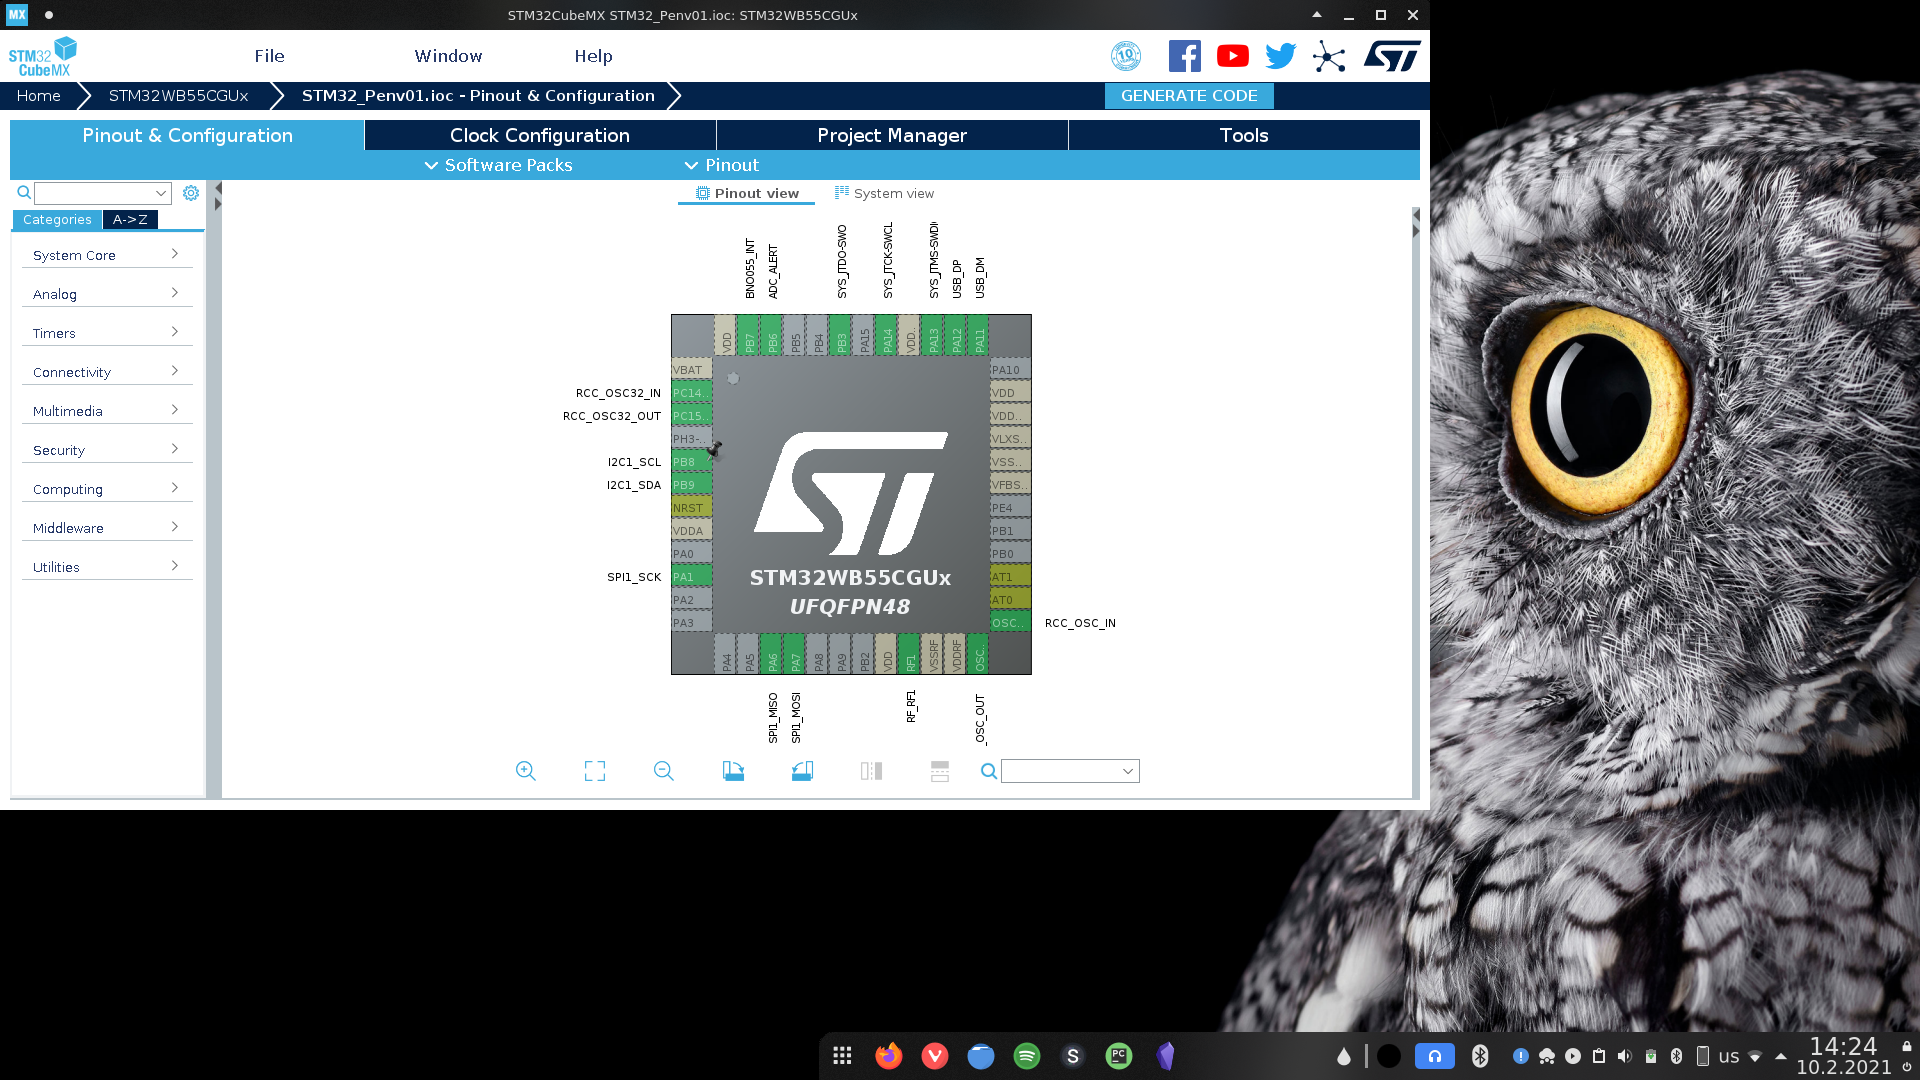 MX
STM32CubeMX STM32_Penv01.ioc: STM32WB55CGUx
STM32
CubeMX
File
Window
Help
10
Home
STM32WB55CGUx
STM32_Penv01.ioc - Pinout & Configuration
GENERATE CODE
Pinout & Configuration
Clock Configuration
Project Manager
Tools
Software Packs
Pinout
Pinout view
System view
Categories
A->Z
System Core
Analog
Timers
Connectivity
Multimedia
Security
Computing
Middleware
Utilities
BNO055_INT
ADC_ALERT
SYS_JTDO-SWO
SYS_JTCK-SWCL
SYS_JTMS-SWDI
USB_DP
USB_DM
VDD
PB7
PB6
PB5
PB4
PB3
PA15
PA14
VDD..
PA13
PA12
PA11
VBAT
RCC_OSC32_IN PC14..
RCC_OSC32_OUT PC15..
PH3-..
I2C1_SCL PB8
I2C1_SDA PB9
NRST
VDDA
PA0
SPI1_SCK PA1
PA2
PA3
PA10
VDD
VDD..
VLXS..
VSS..
VFBS..
PE4
PB1
PB0
AT1
AT0
OSC.. RCC_OSC_IN
ST
STM32WB55CGUx
UFQFPN48
PA4
PA5
PA6
PA7
PA8
PA9
PB2
VDD
RF1
VSSRF
VDDRF
OSC..
SPI1_MISO
SPI1_MOSI
RF_RF1
_OSC_OUT
S
PC
us
14:24
10.2.2021